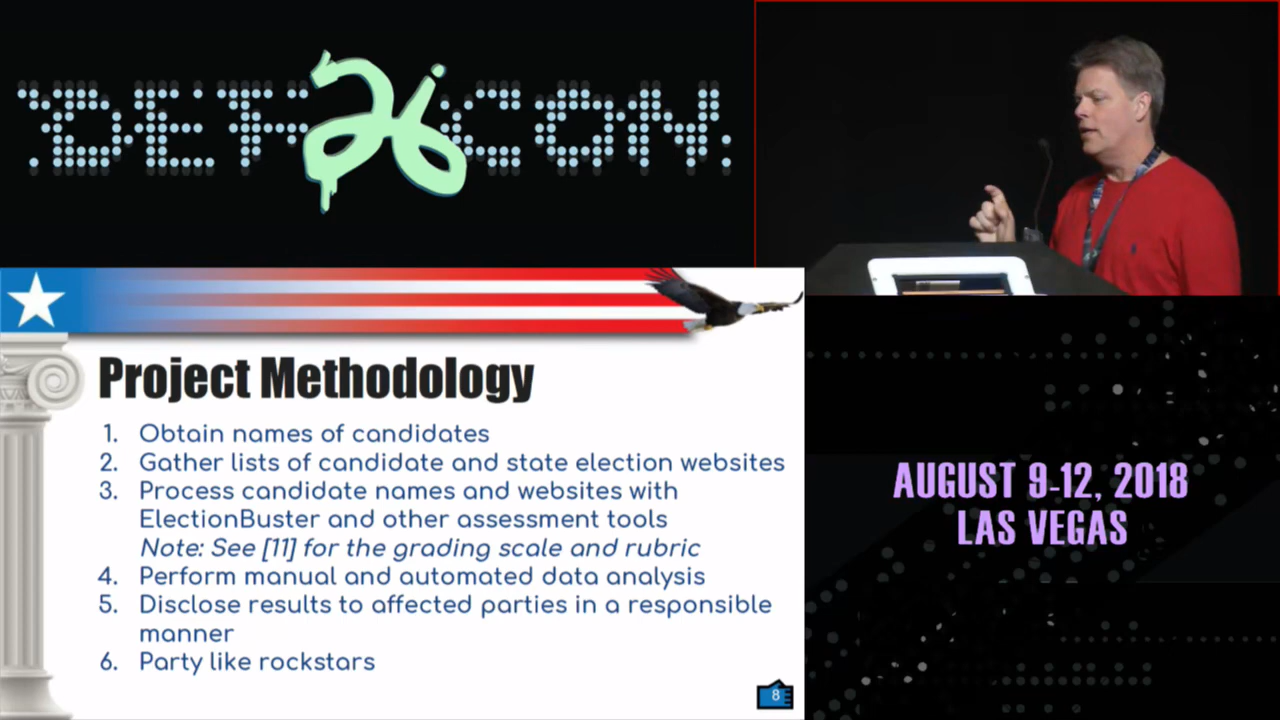 DEF CON
26
Project Methodology
1. Obtain names of candidates
2. Gather lists of candidate and state election websites
3. Process candidate names and websites with
ElectionBuster and other assessment tools
Note: See [11] for the grading scale and rubric
4. Perform manual and automated data analysis
5. Disclose results to affected parties in a responsible
manner
6. Party like rockstars
8
AUGUST 9-12, 2018
LAS VEGAS